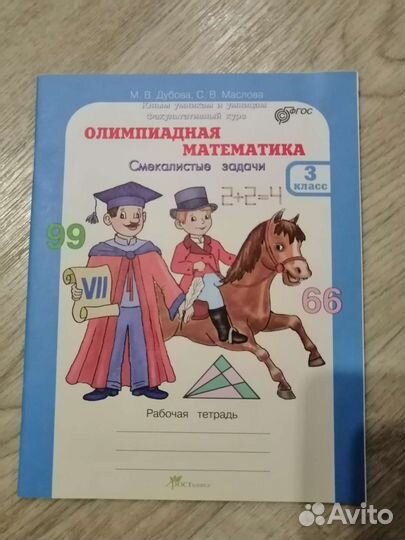 М. В. Дубова, С. В. Маслова
Юным умникам и умницам
Факультативный курс
ФГОС
ОЛИМПИАДНАЯ
МАТЕМАТИКА
Смекалистые задачи
3
класс
2+2=4
99
VII
66
Рабочая тетрадь
РОСТкнига
Avito